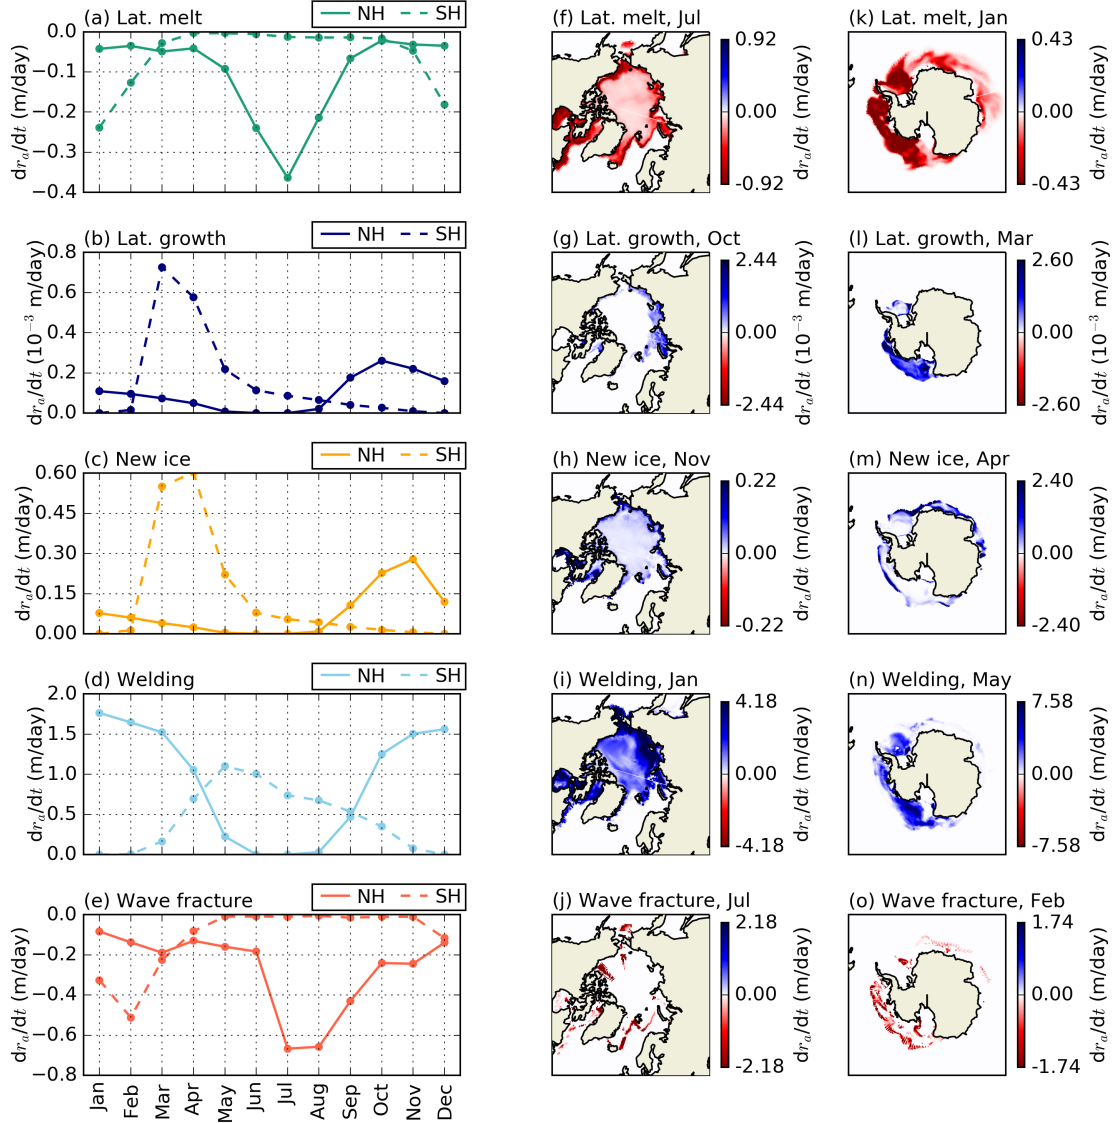 (a) Lat. melt
NH SH
0.0
−0.1
−0.2
−0.3
−0.4
dr_a/dt (m/day)
(f) Lat. melt, Jul
0.92
0.00
-0.92
dr_a/dt (m/day)
(k) Lat. melt, Jan
0.43
0.00
-0.43
dr_a/dt (m/day)
(b) Lat. growth
NH SH
0.8
0.6
0.4
0.2
0.0
dr_a/dt (10⁻³ m/day)
(g) Lat. growth, Oct
2.44
0.00
-2.44
dr_a/dt (10⁻³ m/day)
(l) Lat. growth, Mar
2.60
0.00
-2.60
dr_a/dt (10⁻³ m/day)
(c) New ice
NH SH
0.60
0.45
0.30
0.15
0.00
dr_a/dt (m/day)
(h) New ice, Nov
0.22
0.00
-0.22
dr_a/dt (m/day)
(m) New ice, Apr
2.40
0.00
-2.40
dr_a/dt (m/day)
(d) Welding
NH SH
2.0
1.5
1.0
0.5
0.0
dr_a/dt (m/day)
(i) Welding, Jan
4.18
0.00
-4.18
dr_a/dt (m/day)
(n) Welding, May
7.58
0.00
-7.58
dr_a/dt (m/day)
(e) Wave fracture
NH SH
0.0
−0.2
−0.4
−0.6
−0.8
dr_a/dt (m/day)
Jan Feb Mar Apr May Jun Jul Aug Sep Oct Nov Dec
(j) Wave fracture, Jul
2.18
0.00
-2.18
dr_a/dt (m/day)
(o) Wave fracture, Feb
1.74
0.00
-1.74
dr_a/dt (m/day)